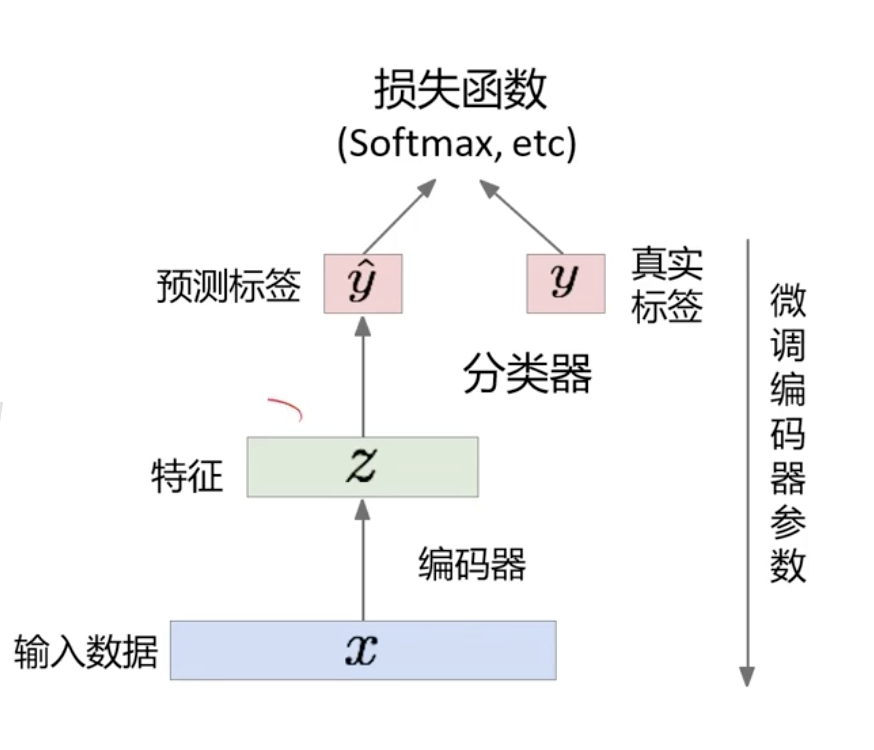 损失函数
(Softmax, etc)
预测标签
ŷ
y
真实
标签
分类器
特征
z
编码器
输入数据
x
微调编码器参数